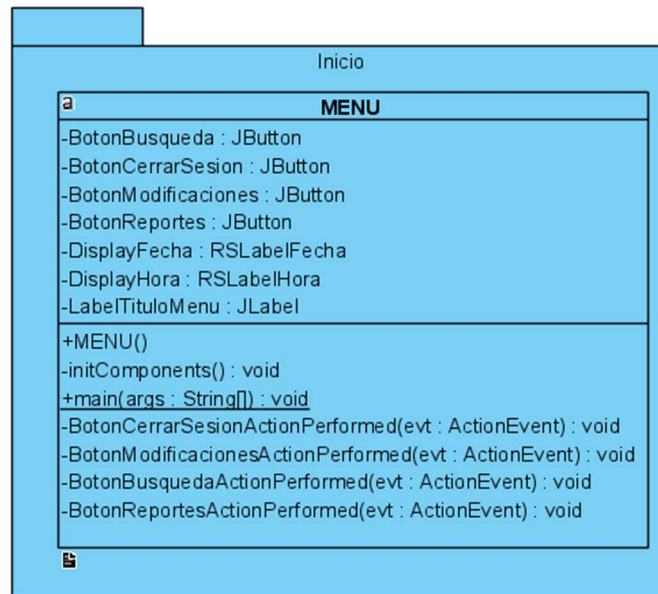 Inicio
a
MENU
-BotonBusqueda : JButton
-BotonCerrarSesion : JButton
-BotonModificaciones : JButton
-BotonReportes : JButton
-DisplayFecha : RSLabelFecha
-DisplayHora : RSLabelHora
-LabelTituloMenu : JLabel
+MENU()
-initComponents() : void
+main(args : String[]) : void
-BotonCerrarSesionActionPerformed(evt : ActionEvent) : void
-BotonModificacionesActionPerformed(evt : ActionEvent) : void
-BotonBusquedaActionPerformed(evt : ActionEvent) : void
-BotonReportesActionPerformed(evt : ActionEvent) : void